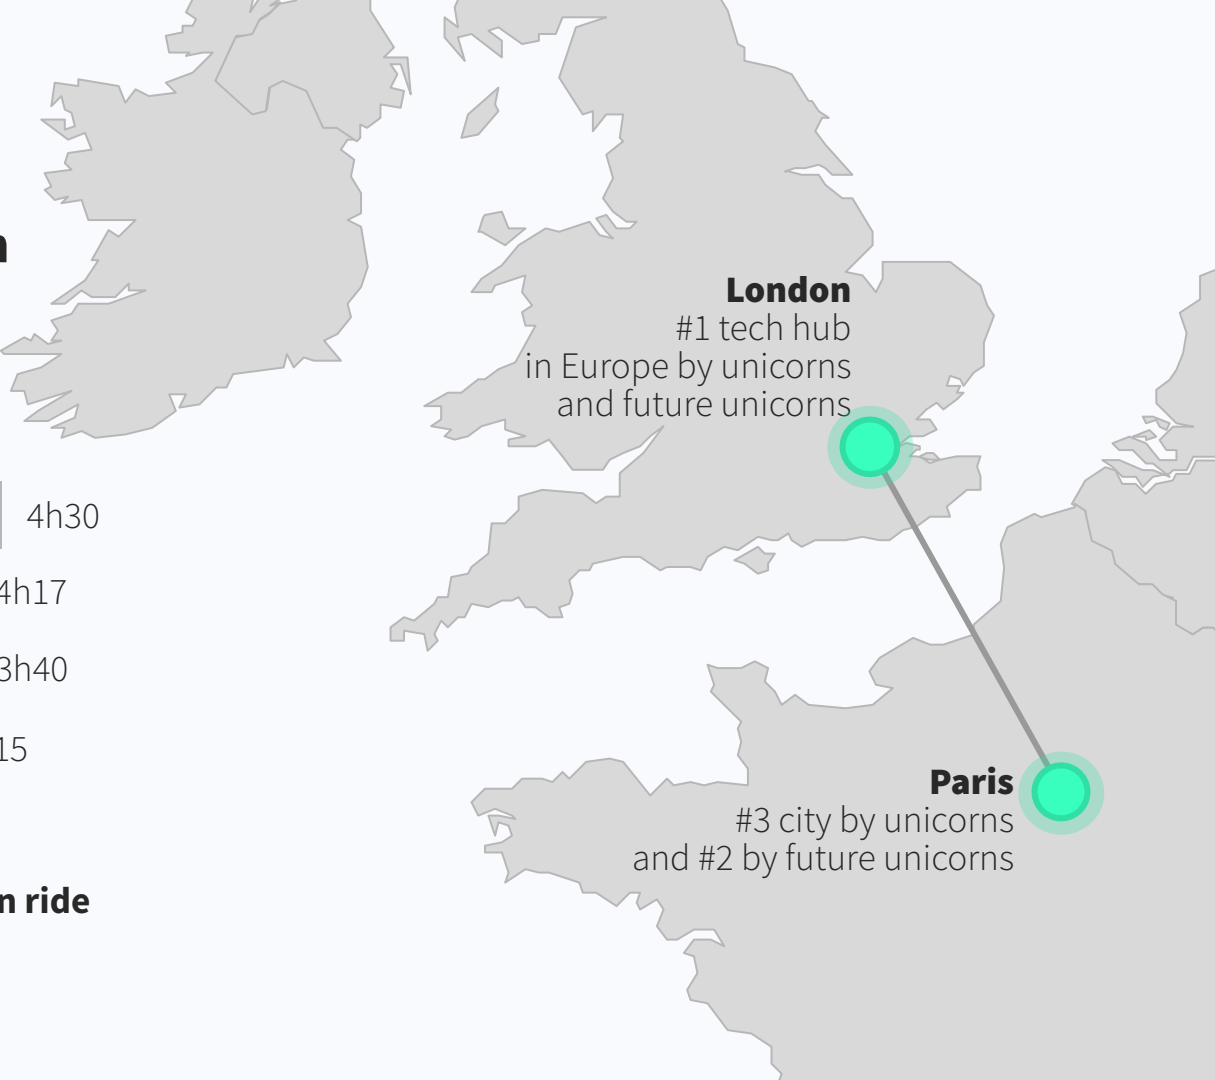 London
#1 tech hub
in Europe by unicorns
and future unicorns
4h30
4h17
3h40
15
Paris
#3 city by unicorns
and #2 by future unicorns
n ride